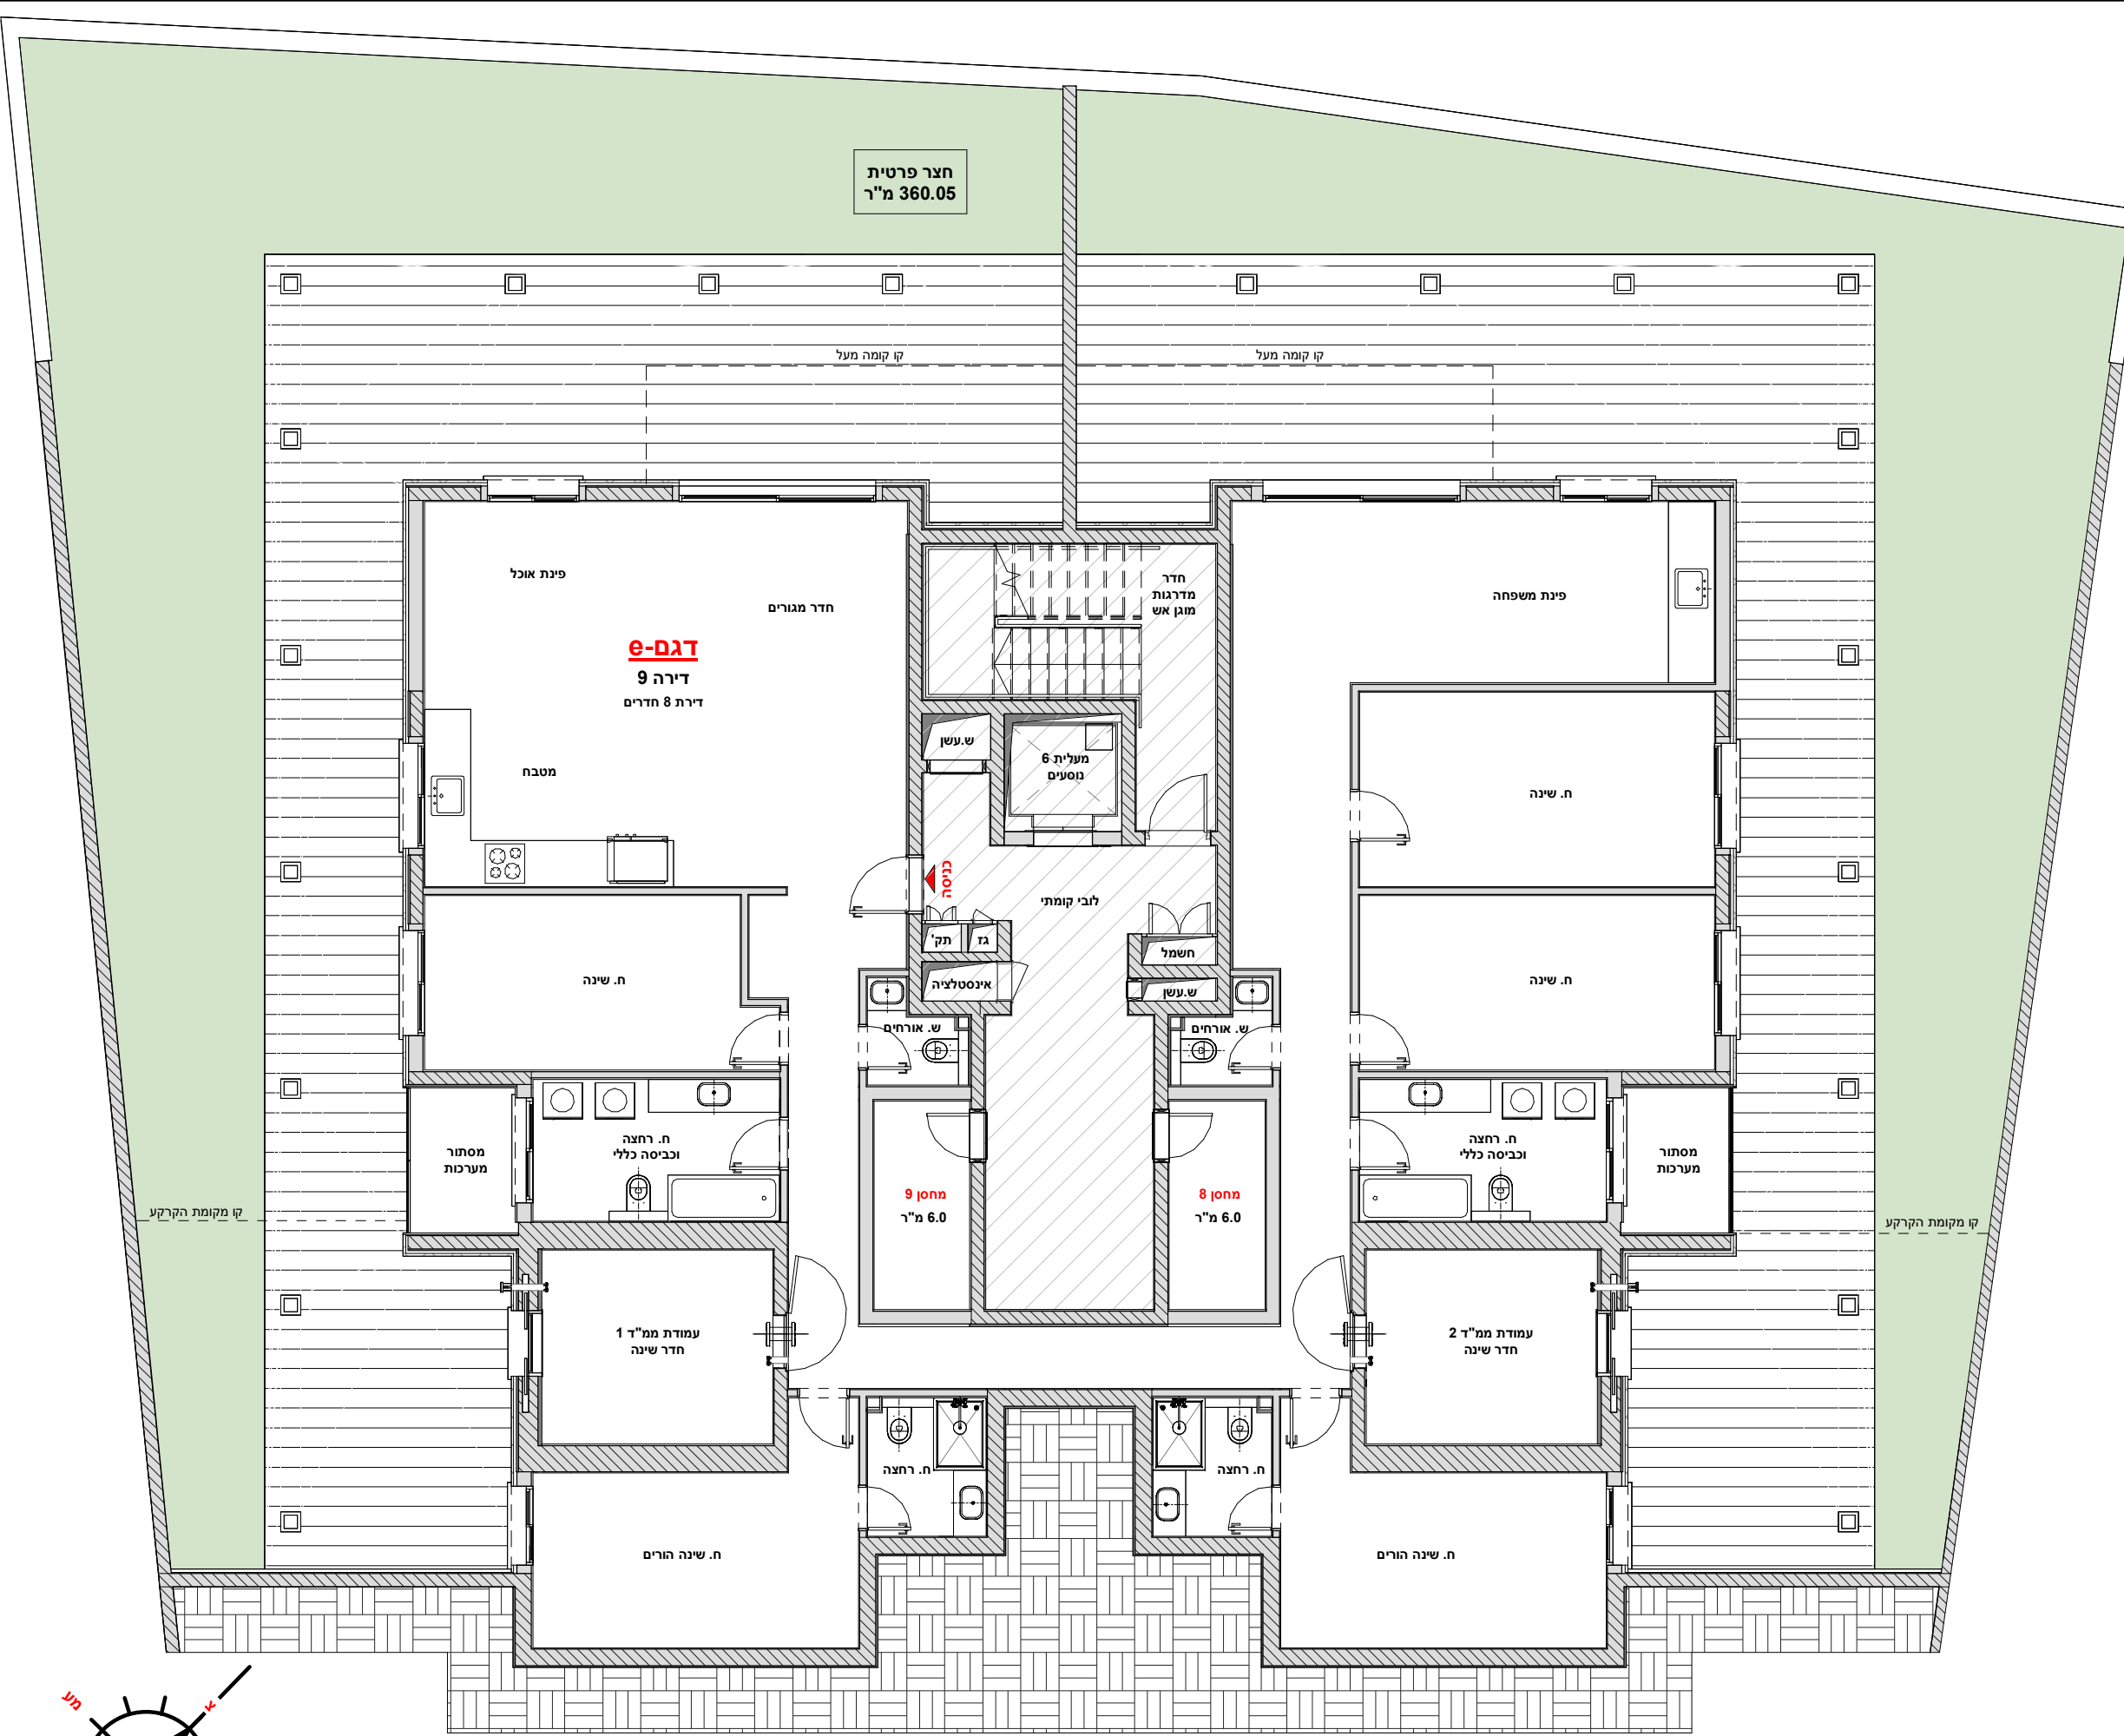 חצר פרטית
360.05 מ"ר
קו קומה מעל
קו קומה מעל
פינת אוכל
חדר מגורים
דגם-e
דירה 9
דירת 8 חדרים
מטבח
חדר
מדרגות
מוגן אש
פינת משפחה
ש.עשן
מעלית 6
נוסעים
ח. שינה
כניסה
לובי קומתי
תק'
גז
חשמל
אינסטלציה
ש.עשן
ח. שינה
ח. שינה
ש. אורחים
ש. אורחים
ח. רחצה
וכביסה כללי
ח. רחצה
וכביסה כללי
מסתור
מערכות
מסתור
מערכות
מחסן 9
6.0 מ"ר
מחסן 8
6.0 מ"ר
קו מקומת הקרקע
קו מקומת הקרקע
עמודת ממ"ד 1
חדר שינה
עמודת ממ"ד 2
חדר שינה
ח. רחצה
ח. רחצה
ח. שינה הורים
ח. שינה הורים
מע